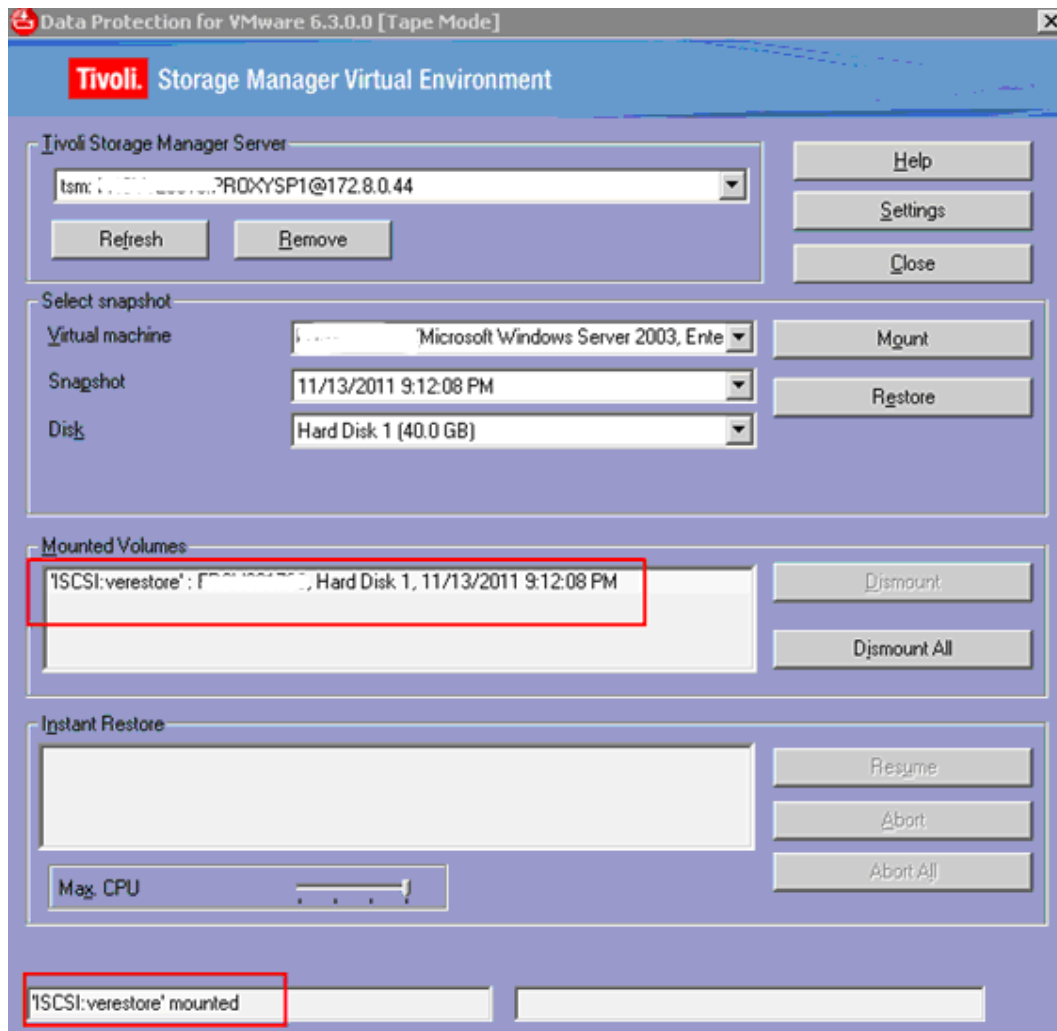 Data Protection for VMware 6.3.0.0 [Tape Mode]
Tivoli. Storage Manager Virtual Environment
Tivoli Storage Manager Server
tsm: PROXYSP1@172.8.0.44
Refresh
Remove
Help
Settings
Close
Select snapshot
Virtual machine
Microsoft Windows Server 2003, Ente
Snapshot
11/13/2011 9:12:08 PM
Disk
Hard Disk 1 (40.0 GB)
Mount
Restore
Mounted Volumes
'ISCSI:verestore' : , Hard Disk 1, 11/13/2011 9:12:08 PM
Dismount
Dismount All
Instant Restore
Resume
Abort
Abort All
Max. CPU
'ISCSI:verestore' mounted